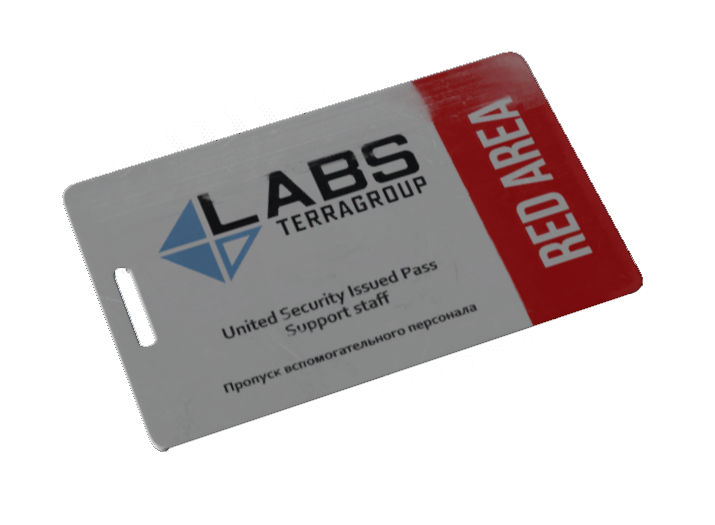 LABS
TERRAGROUP
United Security Issued Pass
Support staff
Пропуск вспомогательного персонала
RED AREA